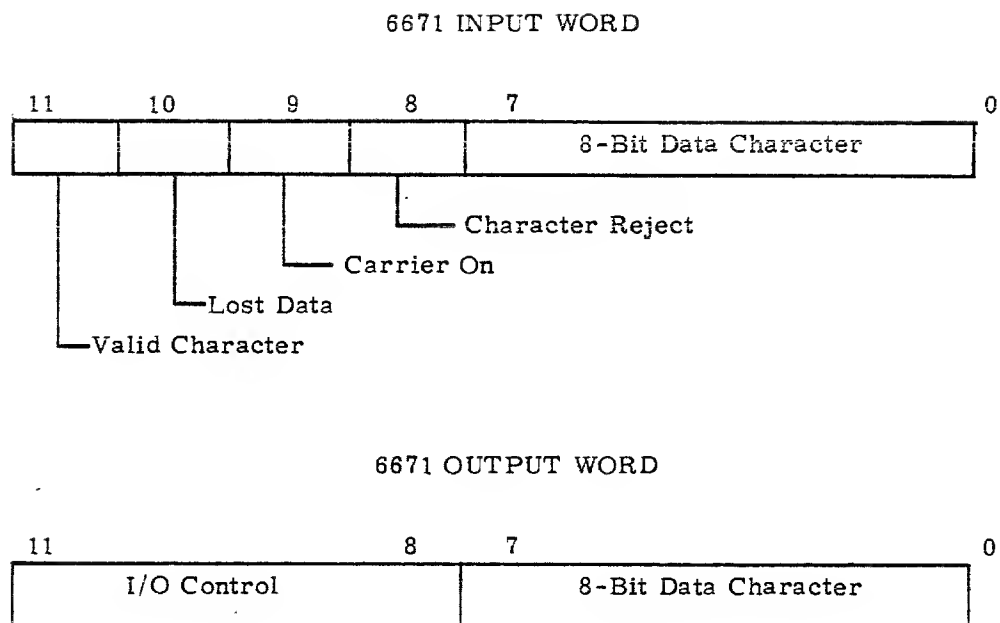 6671 INPUT WORD
11 10 9 8 7 0
8-Bit Data Character
Character Reject
Carrier On
Lost Data
Valid Character
6671 OUTPUT WORD
11 8 7 0
I/O Control 8-Bit Data Character